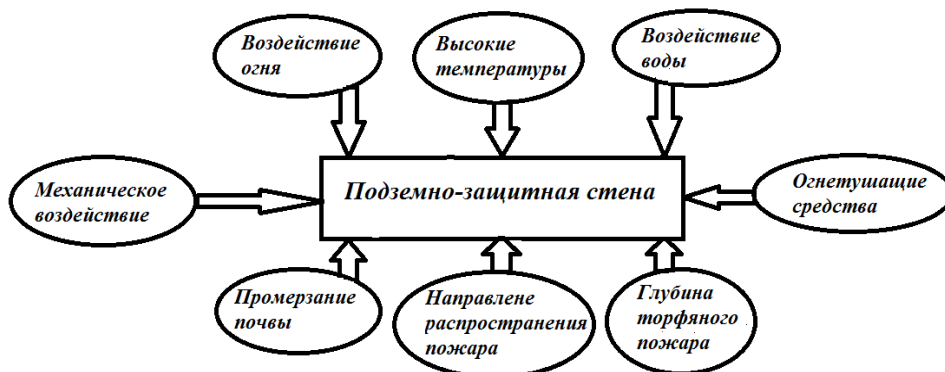 Воздействие
огня
Высокие
температуры
Воздействие
воды
Механическое
воздействие
Подземно-защитная стена
Огнетушащие
средства
Промерзание
почвы
Направлене
распространения
пожара
Глубина
торфяного
пожара